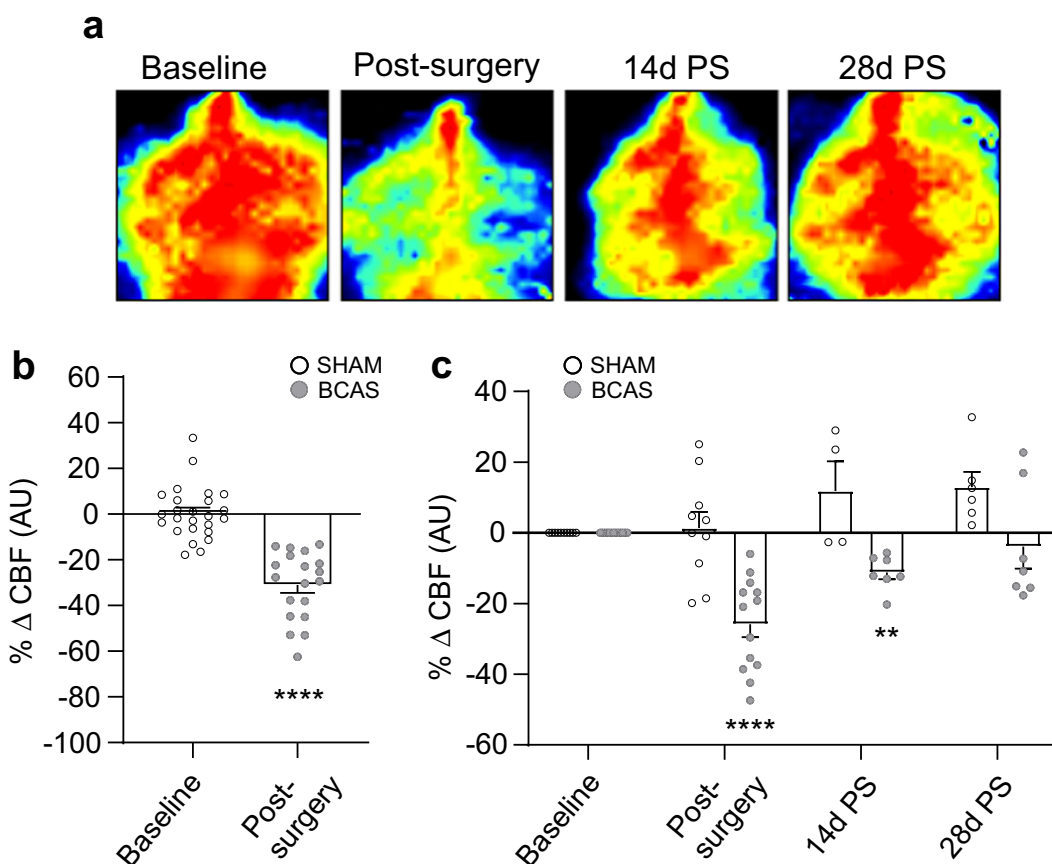 a
Baseline
Post-surgery
14d PS
28d PS
b
SHAM
BCAS
% Δ CBF (AU)
60
40
20
0
-20
-40
-60
-80
-100
****
Baseline
Post-
surgery
c
SHAM
BCAS
% Δ CBF (AU)
40
20
0
-20
-40
-60
****
**
Baseline
Post-
surgery
14d PS
28d PS